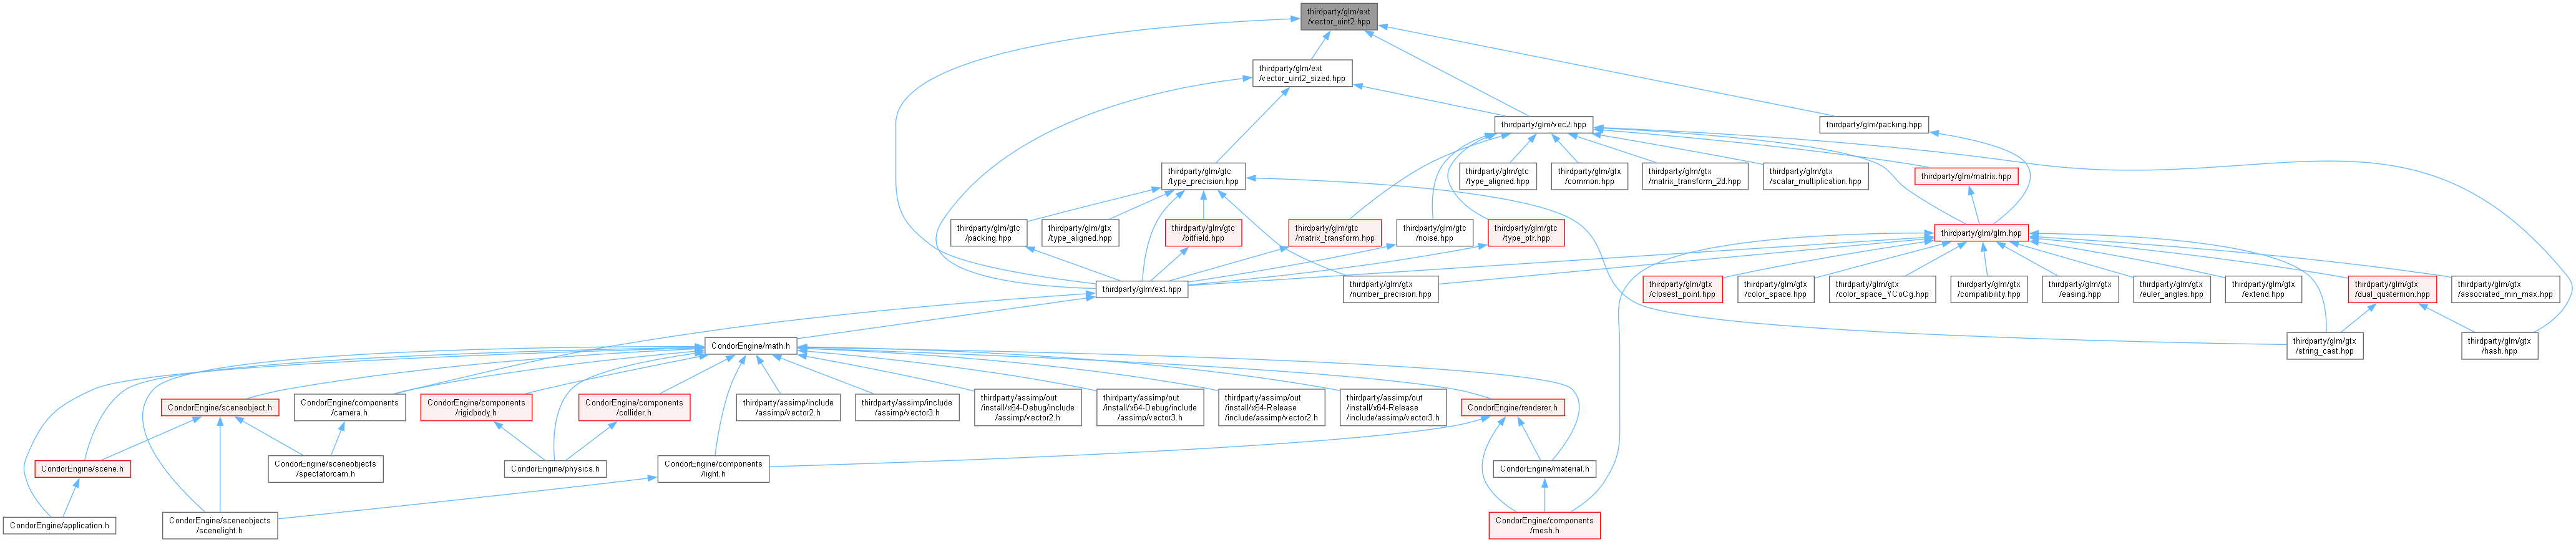 thirdparty/glm/ext
/vector_uint2.hpp
thirdparty/glm/ext
/vector_uint2_sized.hpp
thirdparty/glm/vec2.hpp
thirdparty/glm/packing.hpp
thirdparty/glm/gtc
/type_precision.hpp
thirdparty/glm/gtc
/type_aligned.hpp
thirdparty/glm/gtx
/common.hpp
thirdparty/glm/gtx
/matrix_transform_2d.hpp
thirdparty/glm/gtx
/scalar_multiplication.hpp
thirdparty/glm/matrix.hpp
thirdparty/glm/gtc
/packing.hpp
thirdparty/glm/gtx
/type_aligned.hpp
thirdparty/glm/gtc
/bitfield.hpp
thirdparty/glm/gtc
/matrix_transform.hpp
thirdparty/glm/gtc
/noise.hpp
thirdparty/glm/gtc
/type_ptr.hpp
thirdparty/glm/glm.hpp
thirdparty/glm/ext.hpp
thirdparty/glm/gtx
/number_precision.hpp
thirdparty/glm/gtx
/closest_point.hpp
thirdparty/glm/gtx
/color_space.hpp
thirdparty/glm/gtx
/color_space_YCoCg.hpp
thirdparty/glm/gtx
/compatibility.hpp
thirdparty/glm/gtx
/easing.hpp
thirdparty/glm/gtx
/euler_angles.hpp
thirdparty/glm/gtx
/extend.hpp
thirdparty/glm/gtx
/dual_quaternion.hpp
thirdparty/glm/gtx
/associated_min_max.hpp
CondorEngine/math.h
thirdparty/glm/gtx
/string_cast.hpp
thirdparty/glm/gtx
/hash.hpp
CondorEngine/sceneobject.h
CondorEngine/components
/camera.h
CondorEngine/components
/rigidbody.h
CondorEngine/components
/collider.h
thirdparty/assimp/include
/assimp/vector2.h
thirdparty/assimp/include
/assimp/vector3.h
thirdparty/assimp/out
/install/x64-Debug/include
/assimp/vector2.h
thirdparty/assimp/out
/install/x64-Debug/include
/assimp/vector3.h
thirdparty/assimp/out
/install/x64-Release
/include/assimp/vector2.h
thirdparty/assimp/out
/install/x64-Release
/include/assimp/vector3.h
CondorEngine/renderer.h
CondorEngine/scene.h
CondorEngine/sceneobjects
/spectatorcam.h
CondorEngine/physics.h
CondorEngine/components
/light.h
CondorEngine/material.h
CondorEngine/application.h
CondorEngine/sceneobjects
/scenelight.h
CondorEngine/components
/mesh.h